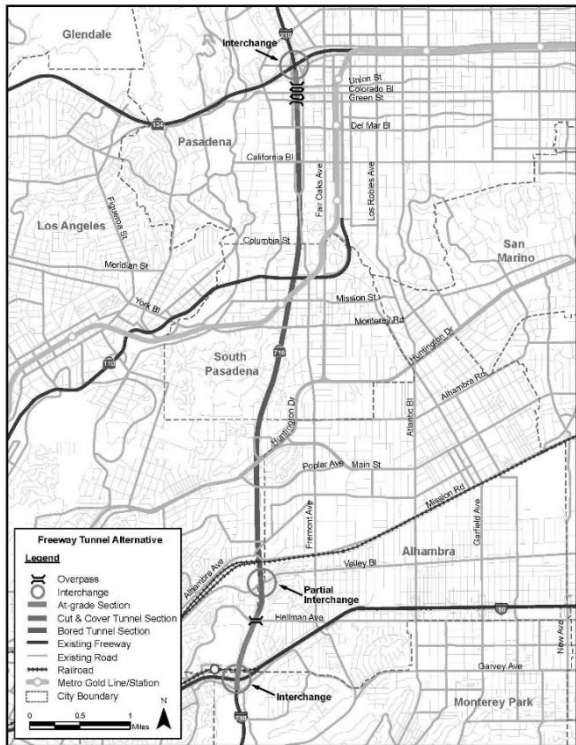 Glendale
210
Interchange
Union St
Colorado Bl
Green St
134
Del Mar Bl
Pasadena
California Bl
Fair Oaks Ave
Los Robles Ave
Los Angeles
Figueroa St
Columbia St
San
Marino
Meridian St
York Bl
Mission St
Monterey Rd
Huntington Dr
110
South
Pasadena
710
Alhambra Rd
Atlantic Bl
Huntington Dr
Poplar Ave
Main St
Mission Rd
Fremont Ave
Garfield Ave
Alhambra Ave
Alhambra
Valley Bl
Partial
Interchange
Hellman Ave
10
New Ave
Garvey Ave
Interchange
Monterey Park
710
Freeway Tunnel Alternative
Legend
Overpass
Interchange
At-grade Section
Cut & Cover Tunnel Section
Bored Tunnel Section
Existing Freeway
Existing Road
Railroad
Metro Gold Line/Station
City Boundary
0 0.5 1
Miles
N